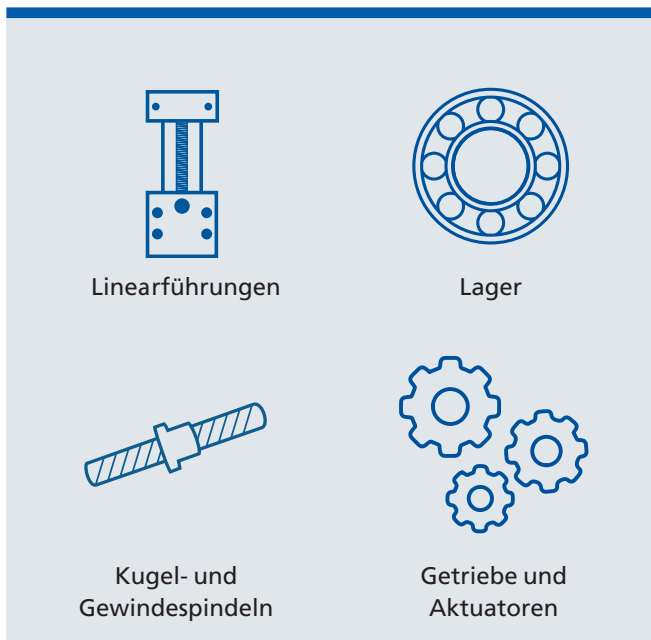 Linearführungen
Lager
Kugel- und
Gewindespindeln
Getriebe und
Aktuatoren